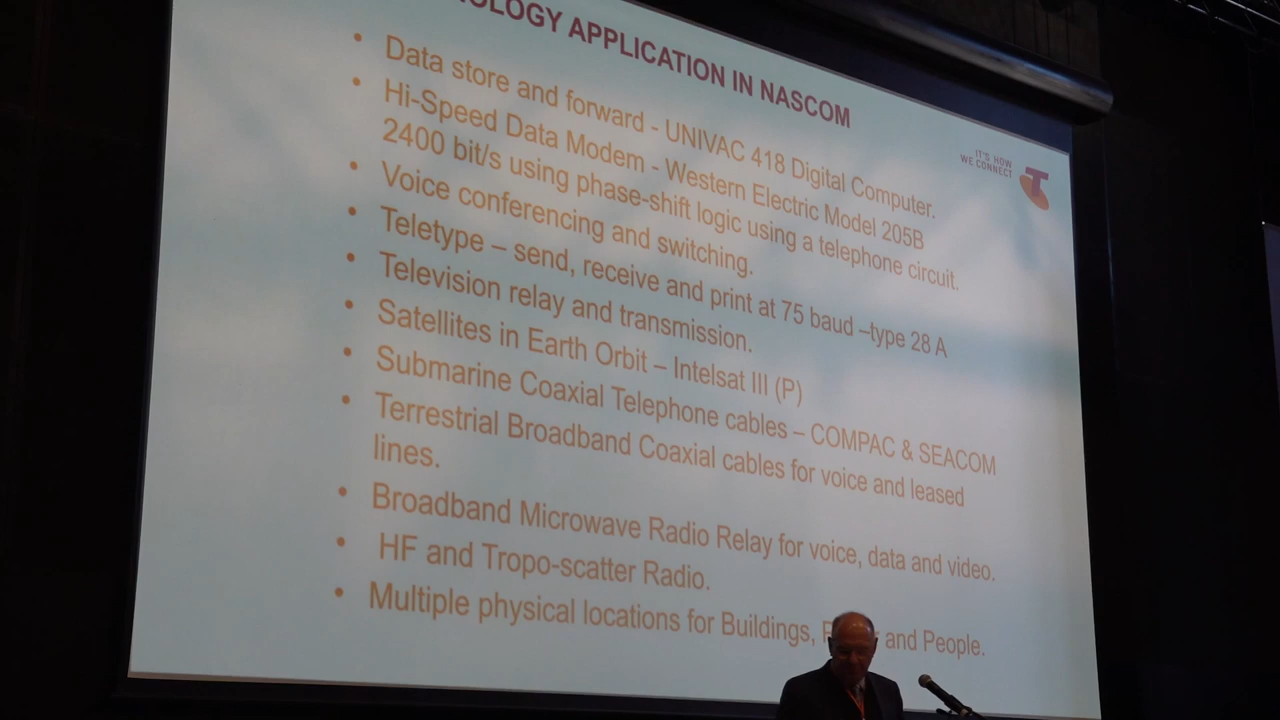 OLOGY APPLICATION IN NASCOM
• Data store and forward - UNIVAC 418 Digital Computer.
• Hi-Speed Data Modem - Western Electric Model 205B
2400 bit/s using phase-shift logic using a telephone circuit.
• Voice conferencing and switching.
• Teletype – send, receive and print at 75 baud –type 28 A
• Television relay and transmission.
• Satellites in Earth Orbit – Intelsat III (P)
• Submarine Coaxial Telephone cables – COMPAC & SEACOM
• Terrestrial Broadband Coaxial cables for voice and leased
lines.
• Broadband Microwave Radio Relay for voice, data and video.
• HF and Tropo-scatter Radio.
• Multiple physical locations for Buildings, and People.
IT'S HOW
WE CONNECT
T